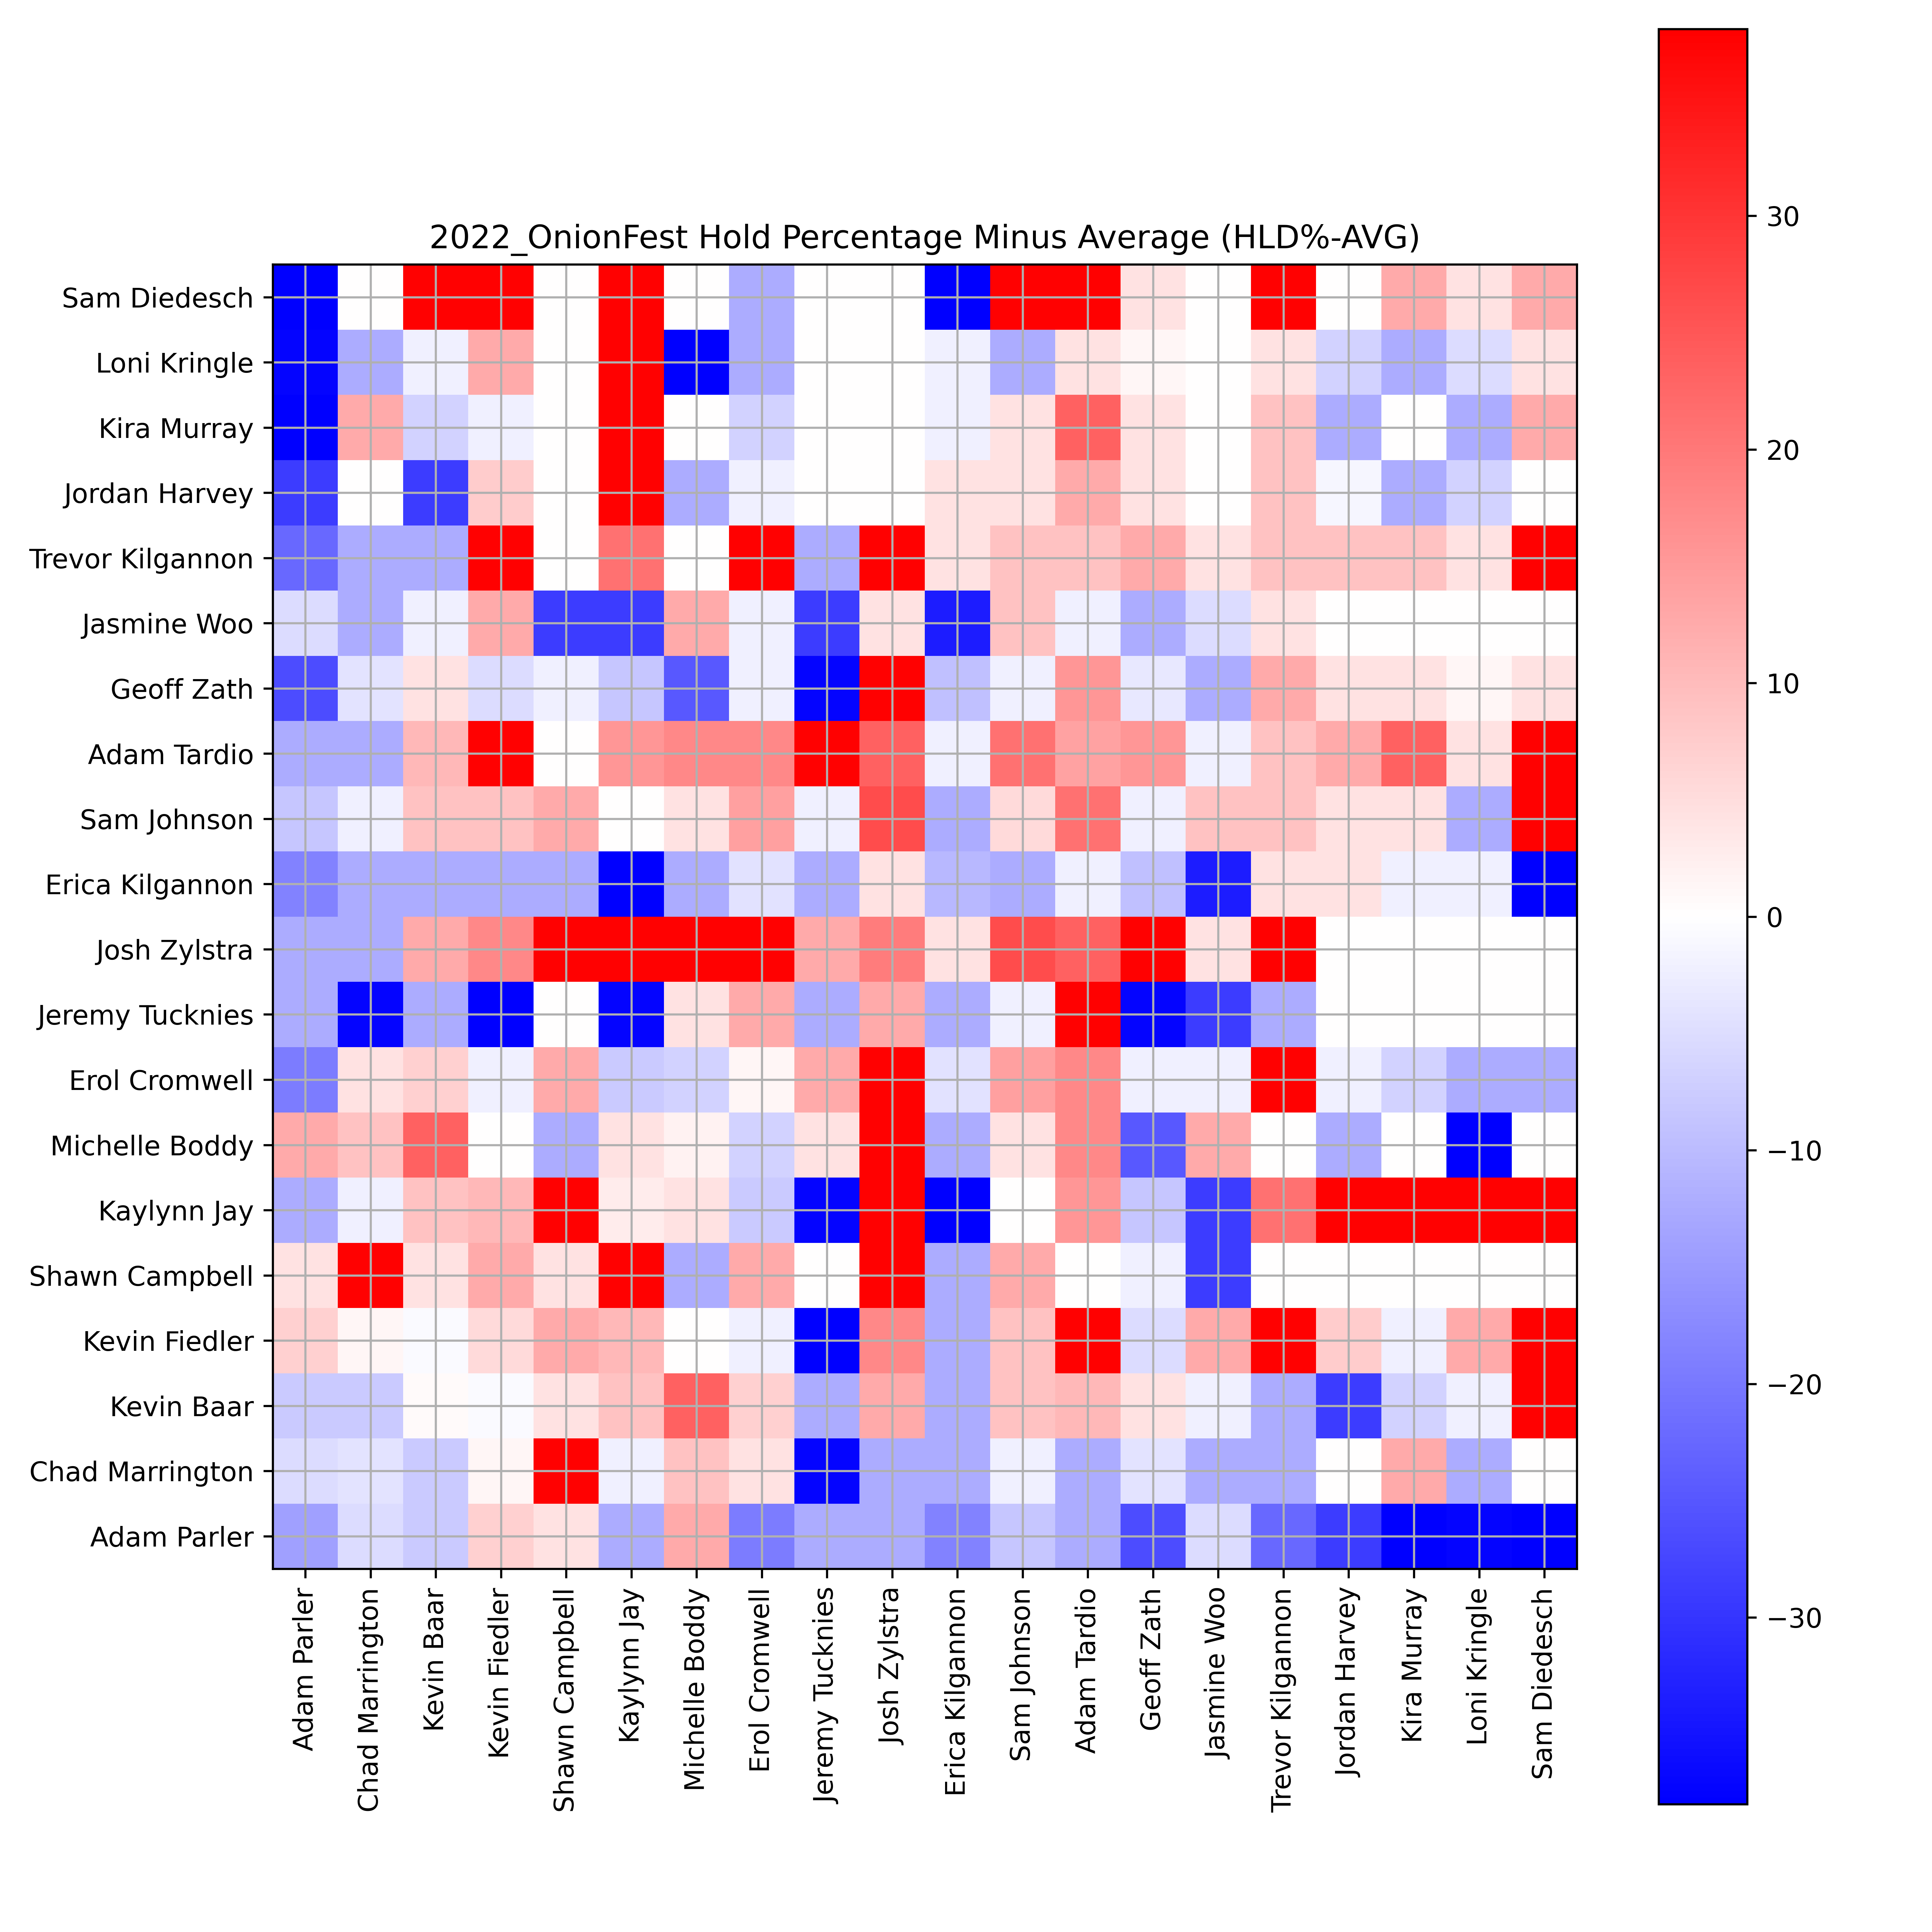 2022_OnionFest Hold Percentage Minus Average (HLD%-AVG)
Sam Diedesch
Loni Kringle
Kira Murray
Jordan Harvey
Trevor Kilgannon
Jasmine Woo
Geoff Zath
Adam Tardio
Sam Johnson
Erica Kilgannon
Josh Zylstra
Jeremy Tucknies
Erol Cromwell
Michelle Boddy
Kaylynn Jay
Shawn Campbell
Kevin Fiedler
Kevin Baar
Chad Marrington
Adam Parler
Adam Parler
Chad Marrington
Kevin Baar
Kevin Fiedler
Shawn Campbell
Kaylynn Jay
Michelle Boddy
Erol Cromwell
Jeremy Tucknies
Josh Zylstra
Erica Kilgannon
Sam Johnson
Adam Tardio
Geoff Zath
Jasmine Woo
Trevor Kilgannon
Jordan Harvey
Kira Murray
Loni Kringle
Sam Diedesch
30
20
10
0
−10
−20
−30